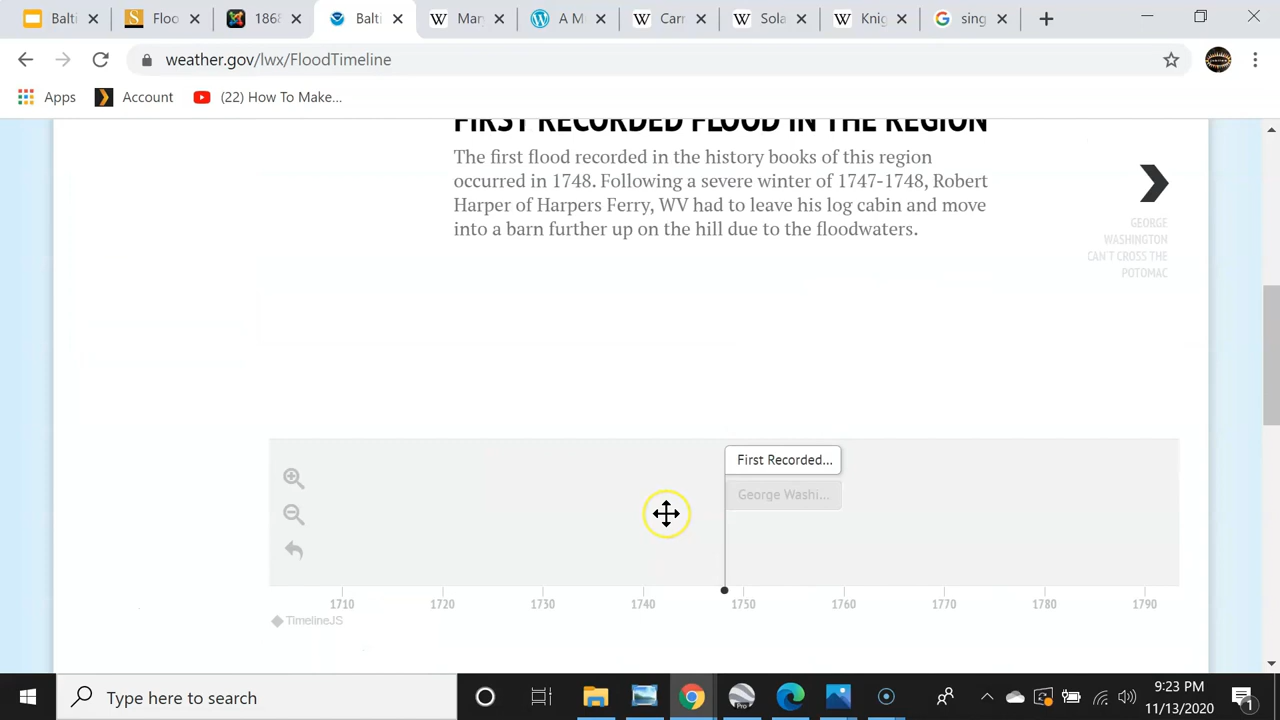 Balti
Floo
1868
Balti
Mary
A M
Carr
Sola
Knig
sing
weather.gov/lwx/FloodTimeline
Apps
Account
(22) How To Make...
FIRST RECORDED FLOOD IN THE REGION
The first flood recorded in the history books of this region
occurred in 1748. Following a severe winter of 1747-1748, Robert
Harper of Harpers Ferry, WV had to leave his log cabin and move
into a barn further up on the hill due to the floodwaters.
GEORGE
WASHINGTON
CAN T CROSS THE
POTOMAC
First Recorded...
George Washi...
1710
1720
1730
1740
1750
1760
1770
1780
1790
TimelineJS
Type here to search
Pro
9:23 PM
11/13/2020
1